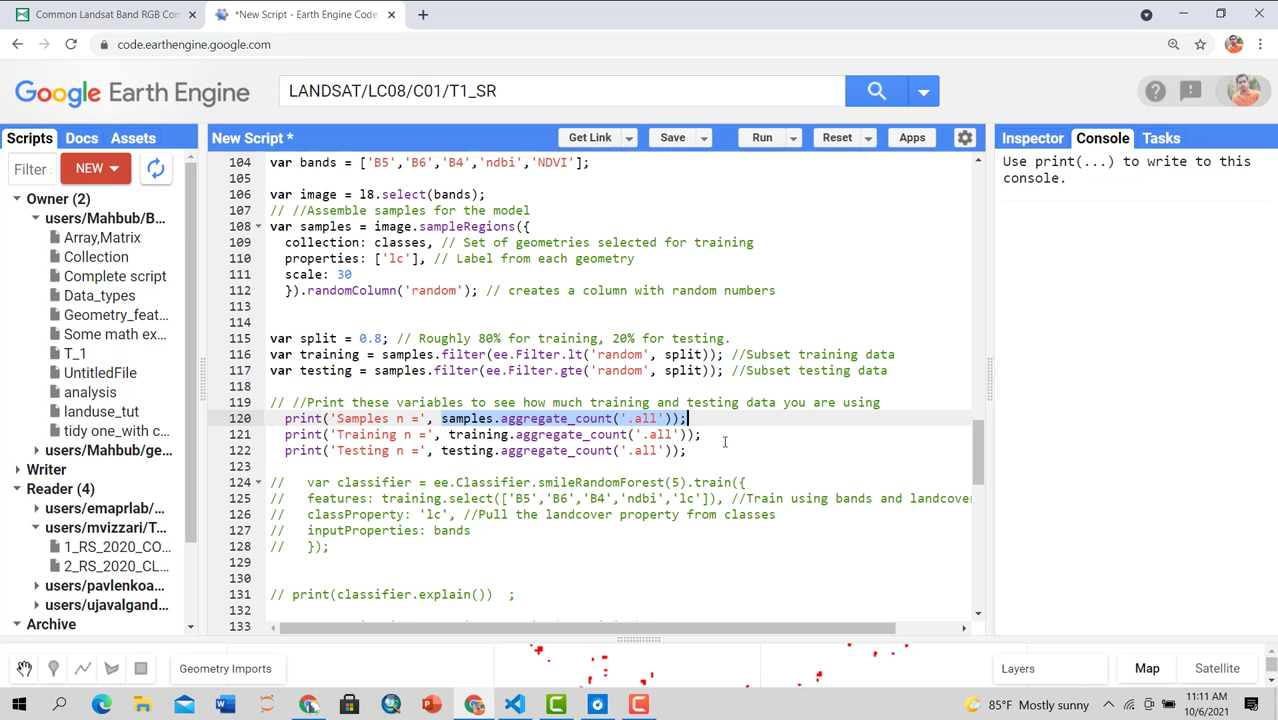 Common Landsat Band RGB Com
*New Script - Earth Engine Code
code.earthengine.google.com
Google Earth Engine
LANDSAT/LC08/C01/T1_SR
Scripts
Docs
Assets
New Script *
Get Link
Save
Run
Reset
Apps
Inspector
Console
Tasks
Filter
NEW
Owner (2)
users/Mahbub/B...
Array,Matrix
Collection
Complete script
Data_types
Geometry_feat...
Some math ex...
T_1
UntitledFile
analysis
landuse_tut
tidy one_with c...
users/Mahbub/ge...
Writer
Reader (4)
users/emaprlab/...
users/mvizzari/T...
1_RS_2020_CO...
2_RS_2020_CL...
users/pavlenkoa...
users/ujavalgand...
Archive
104 var bands = ['B5','B6','B4','ndbi','NDVI'];
105
106 var image = l8.select(bands);
107 // //Assemble samples for the model
108 var samples = image.sampleRegions({
109 collection: classes, // Set of geometries selected for training
110 properties: ['lc'], // Label from each geometry
111 scale: 30
112 }).randomColumn('random'); // creates a column with random numbers
113
114
115 var split = 0.8; // Roughly 80% for training, 20% for testing.
116 var training = samples.filter(ee.Filter.lt('random', split)); //Subset training data
117 var testing = samples.filter(ee.Filter.gte('random', split)); //Subset testing data
118
119 // //Print these variables to see how much training and testing data you are using
120 print('Samples n =', samples.aggregate_count('.all'));
121 print('Training n =', training.aggregate_count('.all'));
122 print('Testing n =', testing.aggregate_count('.all'));
123
124 // var classifier = ee.Classifier.smileRandomForest(5).train({
125 // features: training.select(['B5','B6','B4','ndbi','lc']), //Train using bands and landcover
126 // classProperty: 'lc', //Pull the landcover property from classes
127 // inputProperties: bands
128 // });
129
130
131 // print(classifier.explain()) ;
132
133
Use print(...) to write to this
console.
Geometry Imports
Layers
Map
Satellite
85°F Mostly sunny
11:11 AM
10/6/2021